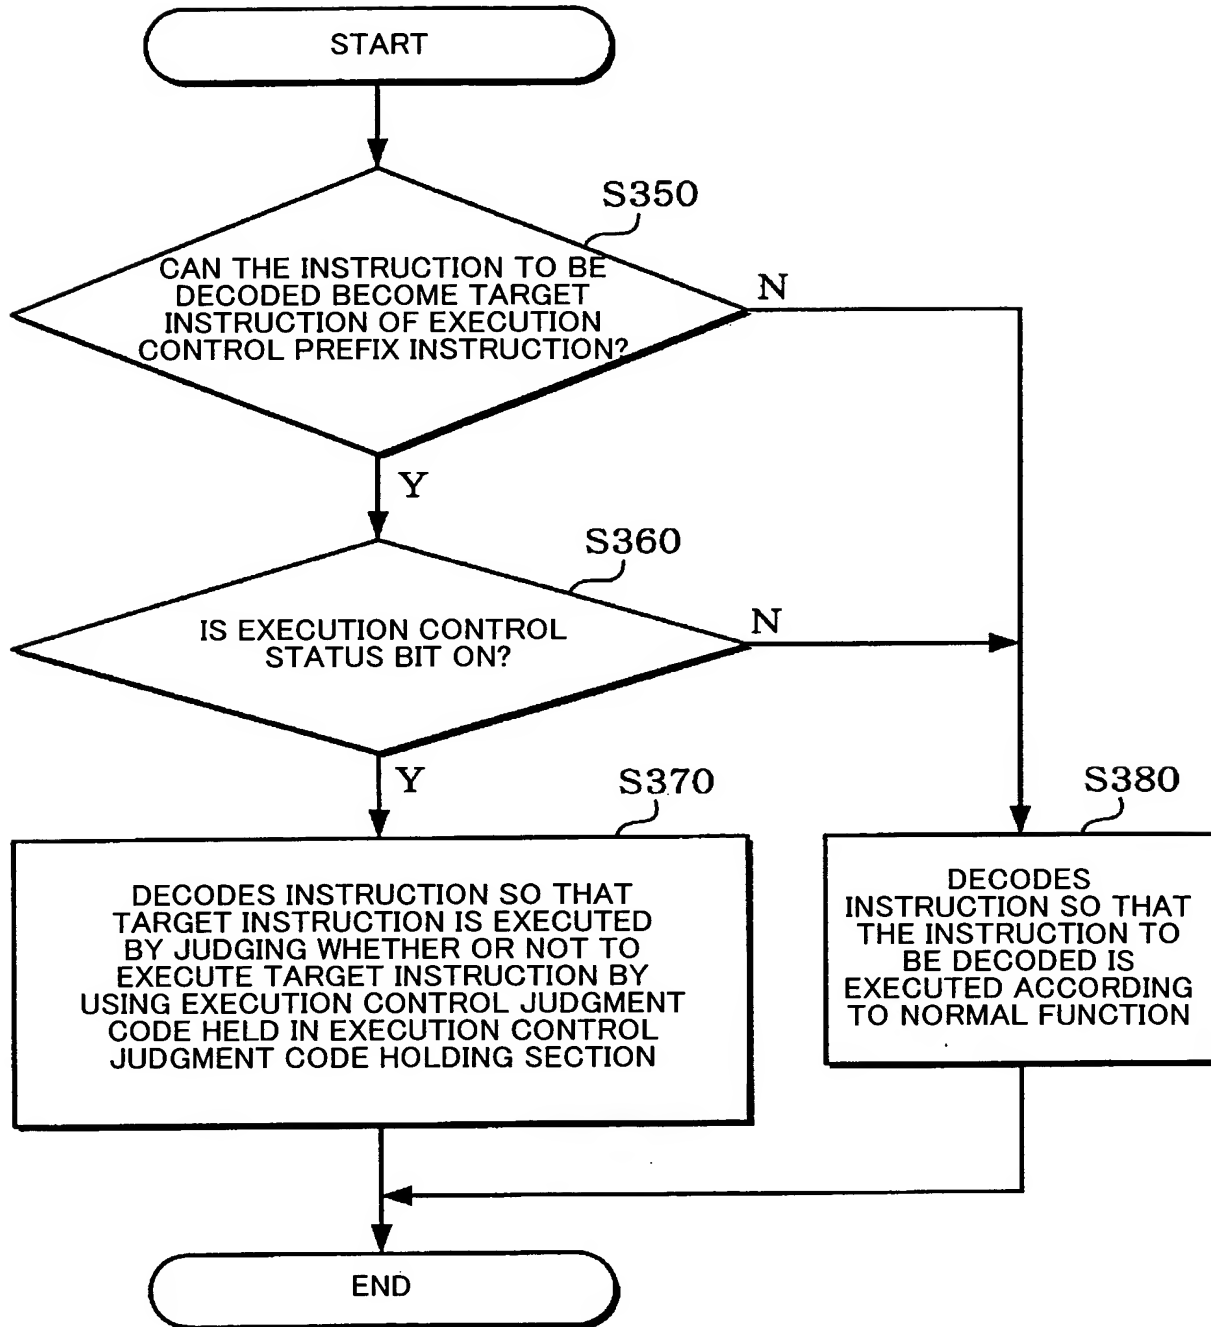 START
S350
CAN THE INSTRUCTION TO BE
DECODED BECOME TARGET
INSTRUCTION OF EXECUTION
CONTROL PREFIX INSTRUCTION?
N
Y
S360
IS EXECUTION CONTROL
STATUS BIT ON?
N
Y
S370
DECODES INSTRUCTION SO THAT
TARGET INSTRUCTION IS EXECUTED
BY JUDGING WHETHER OR NOT TO
EXECUTE TARGET INSTRUCTION BY
USING EXECUTION CONTROL JUDGMENT
CODE HELD IN EXECUTION CONTROL
JUDGMENT CODE HOLDING SECTION
S380
DECODES
INSTRUCTION SO THAT
THE INSTRUCTION TO
BE DECODED IS
EXECUTED ACCORDING
TO NORMAL FUNCTION
END